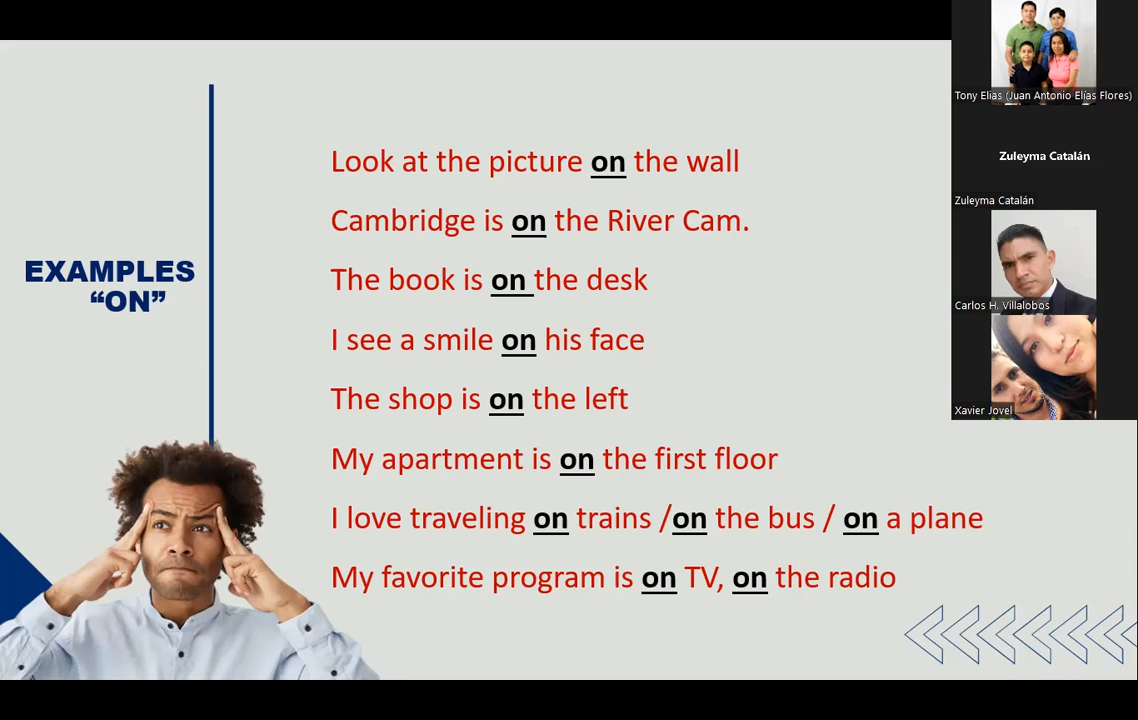 EXAMPLES
“ON”
Look at the picture on the wall
Cambridge is on the River Cam.
The book is on the desk
I see a smile on his face
The shop is on the left
My apartment is on the first floor
I love traveling on trains /on the bus / on a plane
My favorite program is on TV, on the radio
Tony Elias (Juan Antonio Elías Flores)
Zuleyma Catalán
Zuleyma Catalán
Carlos H. Villalobos
Xavier Jovel